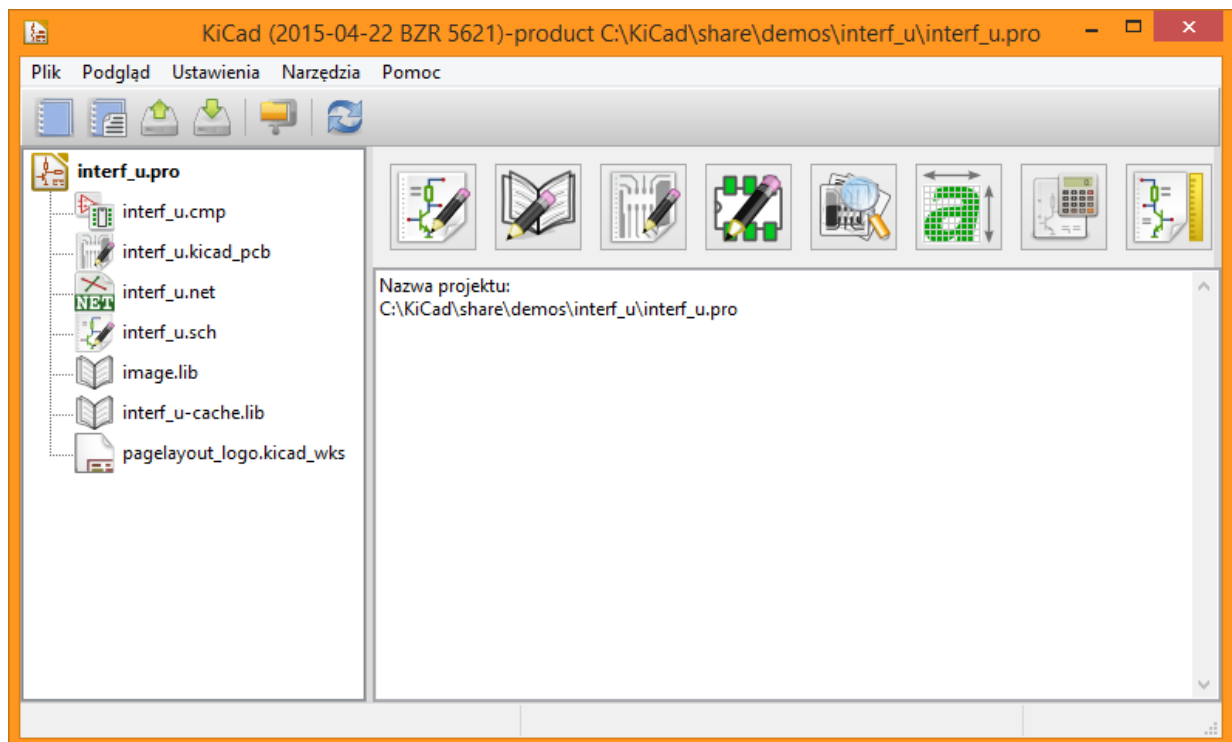 KiCad (2015-04-22 BZR 5621)-product C:\KiCad\share\demos\interf_u\interf_u.pro
Plik Podgląd Ustawienia Narzędzia Pomoc
interf_u.pro
interf_u.cmp
interf_u.kicad_pcb
NET
interf_u.net
interf_u.sch
image.lib
interf_u-cache.lib
pagelayout_logo.kicad_wks
Nazwa projektu:
C:\KiCad\share\demos\interf_u\interf_u.pro